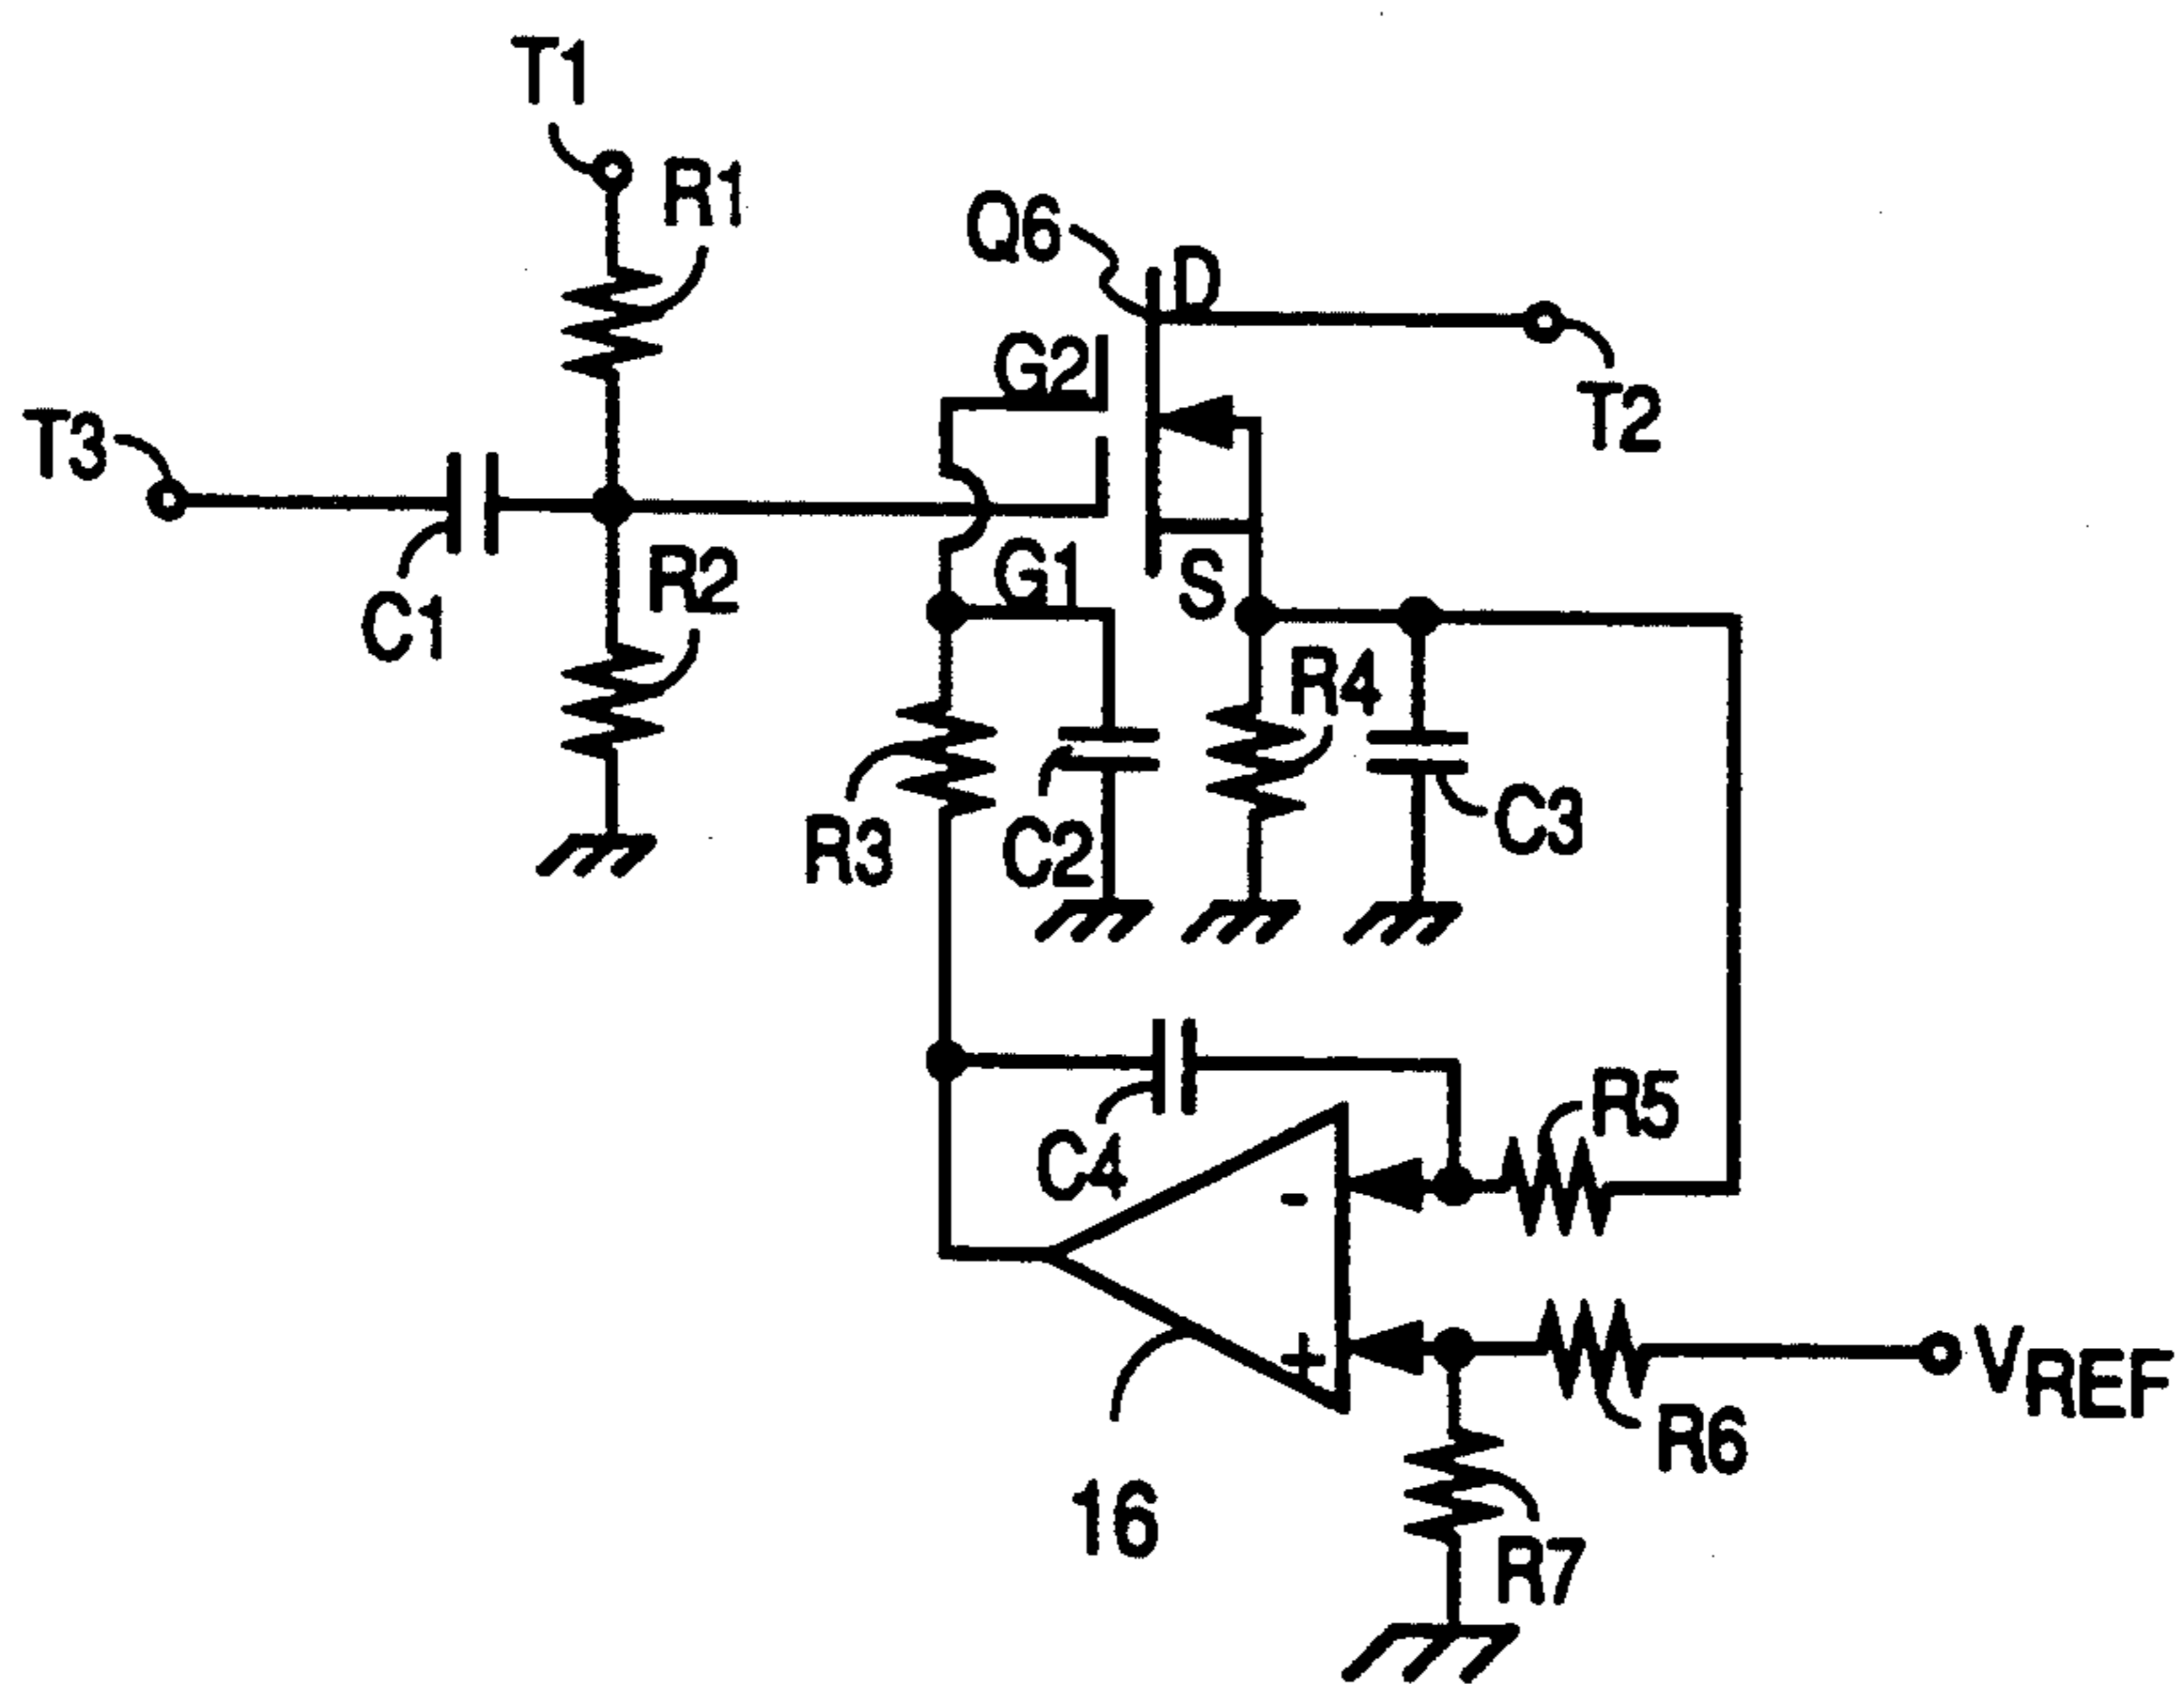 T1
R1
Q6
D
G2
T2
T3
R2
G1
S
C1
R4
R3
C2
C3
R5
C4
-
+
VREF
R6
16
R7